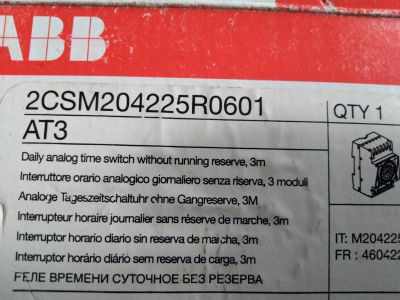 ABB
2CSM204225R0601
QTY 1
AT3
Daily analog time switch without running reserve, 3m
Interruttore orario analogico giornaliero senza riserva, 3 moduli
Analoge Tageszeitschaltuhr ohne Gangreserve, 3M
Interrupteur horaire journalier sans réserve de marche, 3m
Interruptor horario diario sin reserva de marcha, 3m
IT: M204225
Interruptor horário diário sem reserva de carga, 3m
FR : 460422
РЕЛЕ ВРЕМЕНИ СУТОЧНОЕ БЕЗ РЕЗЕРВА